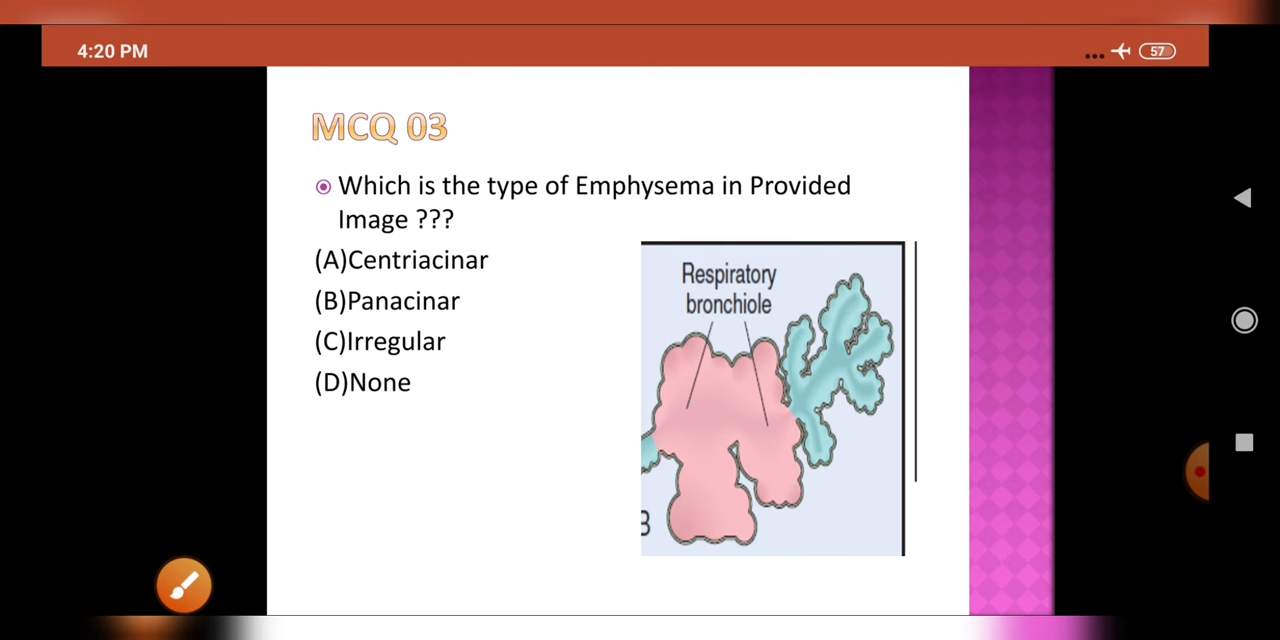 4:20 PM
57
MCQ 03
Which is the type of Emphysema in Provided
Image ???
(A)Centriacinar
(B)Panacinar
(C)Irregular
(D)None
Respiratory
bronchiole